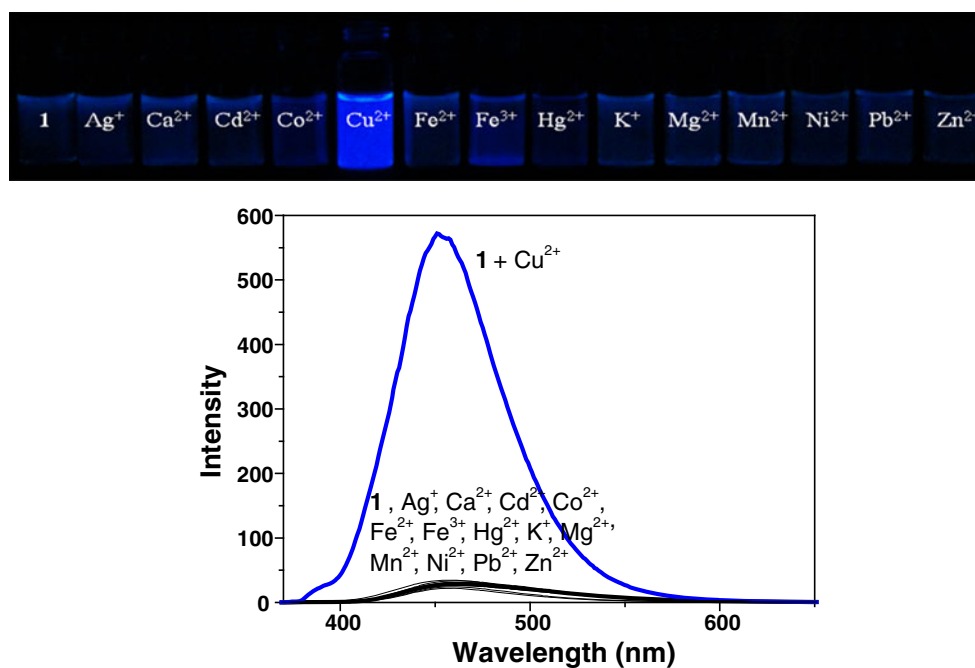 1 Ag⁺ Ca²⁺ Cd²⁺ Co²⁺ Cu²⁺ Fe²⁺ Fe³⁺ Hg²⁺ K⁺ Mg²⁺ Mn²⁺ Ni²⁺ Pb²⁺ Zn²⁺
600
1 + Cu²⁺
500
400
Intensity
300
200
1 , Ag⁺, Ca²⁺, Cd²⁺, Co²⁺,
Fe²⁺, Fe³⁺, Hg²⁺, K⁺, Mg²⁺,
100
Mn²⁺, Ni²⁺, Pb²⁺, Zn²⁺
0
400 500 600
Wavelength (nm)